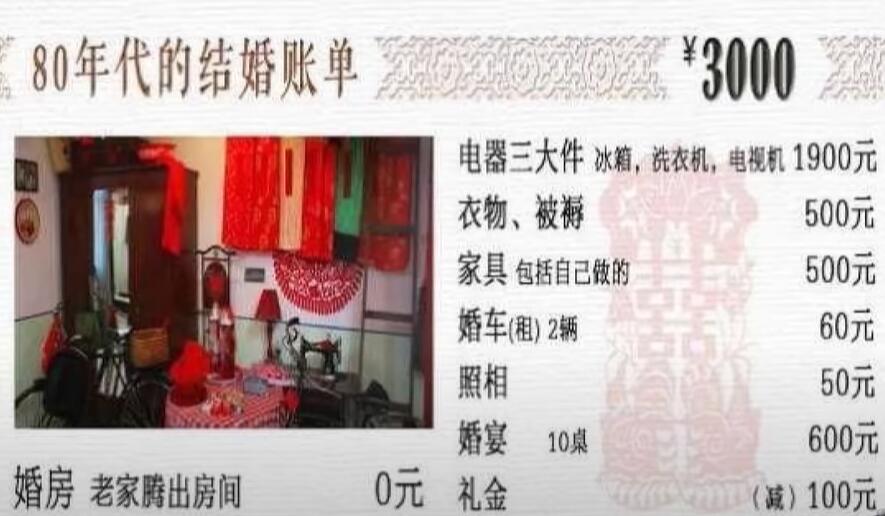 80年代的结婚账单 ¥3000
电器三大件 冰箱，洗衣机，电视机 1900元
衣物、被褥 500元
家具 包括自己做的 500元
婚车(租) 2辆 60元
照相 50元
婚宴 10桌 600元
婚房 老家腾出房间 0元
礼金 （减）100元